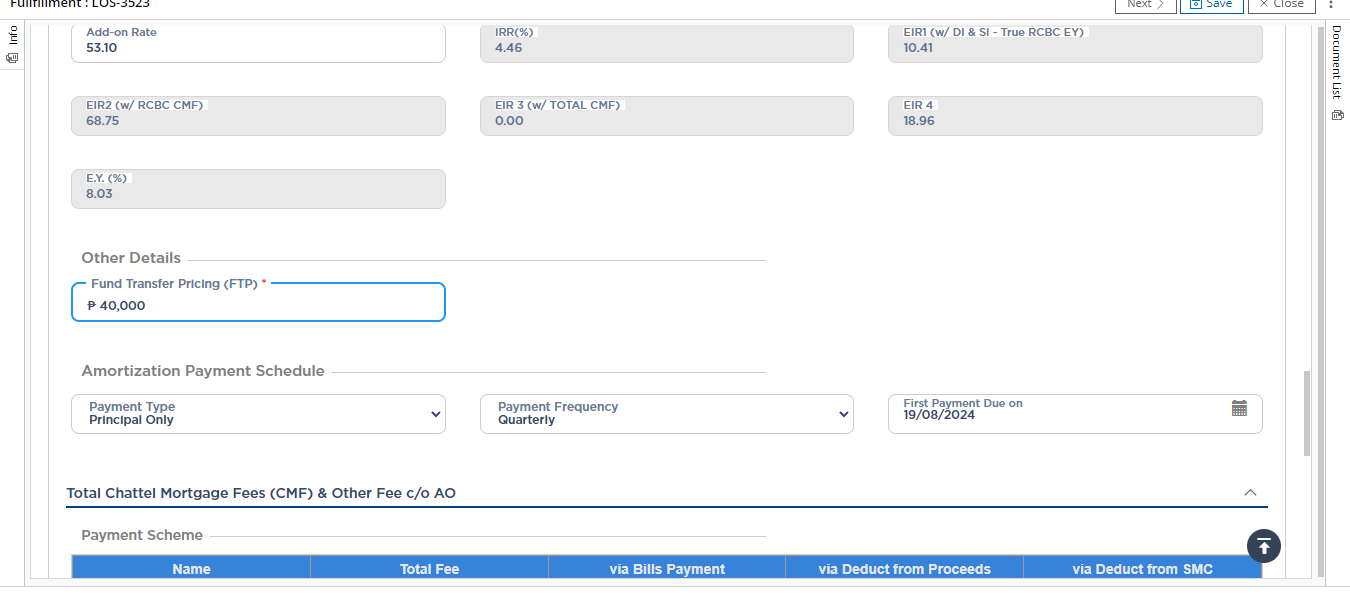 Fulfillment : LOS-3523
Next
Save
Close
Info
Document List
Add-on Rate
53.10
IRR(%)
4.46
EIR1 (w/ DI & SI - True RCBC EY)
10.41
EIR2 (w/ RCBC CMF)
68.75
EIR 3 (w/ TOTAL CMF)
0.00
EIR 4
18.96
E.Y. (%)
8.03
Other Details
Fund Transfer Pricing (FTP) *
₱ 40,000
Amortization Payment Schedule
Payment Type
Principal Only
Payment Frequency
Quarterly
First Payment Due on
19/08/2024
Total Chattel Mortgage Fees (CMF) & Other Fee c/o AO
Payment Scheme
Name
Total Fee
via Bills Payment
via Deduct from Proceeds
via Deduct from SMC